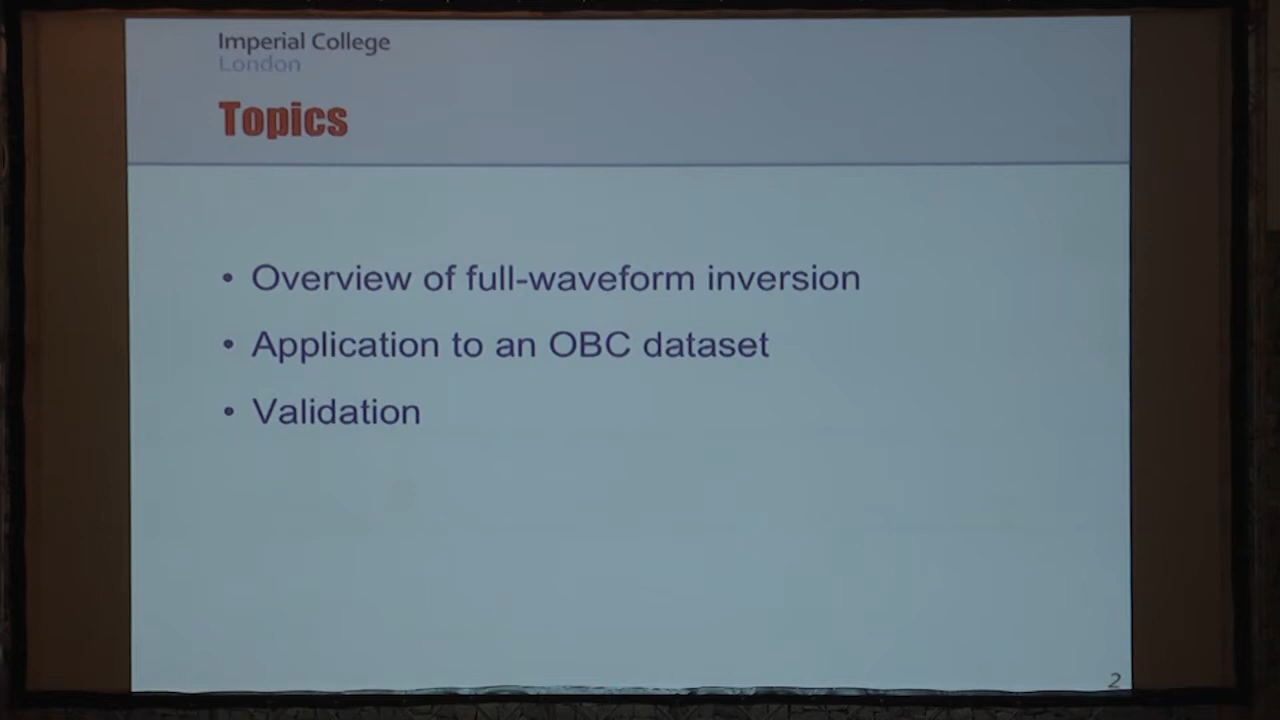 Imperial College
London
Topics
• Overview of full-waveform inversion
• Application to an OBC dataset
• Validation
2